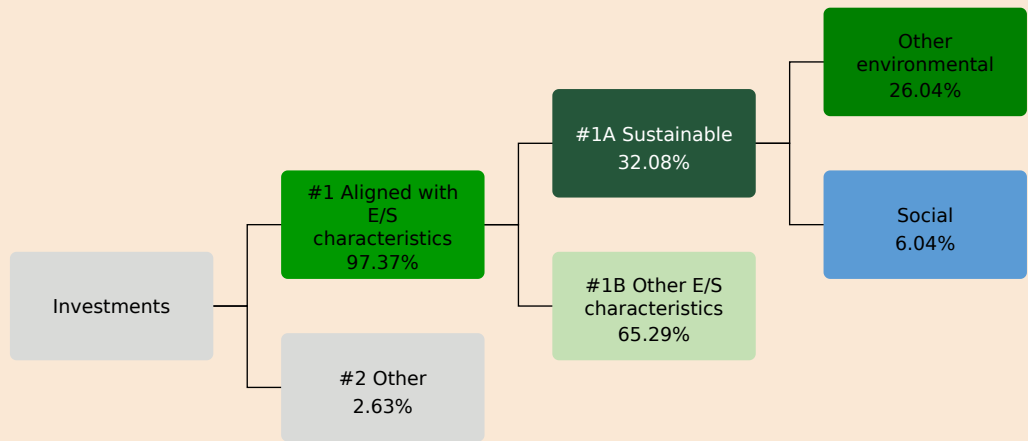 Investments
#1 Aligned with
E/S
characteristics
97.37%
#2 Other
2.63%
#1A Sustainable
32.08%
#1B Other E/S
characteristics
65.29%
Other
environmental
26.04%
Social
6.04%